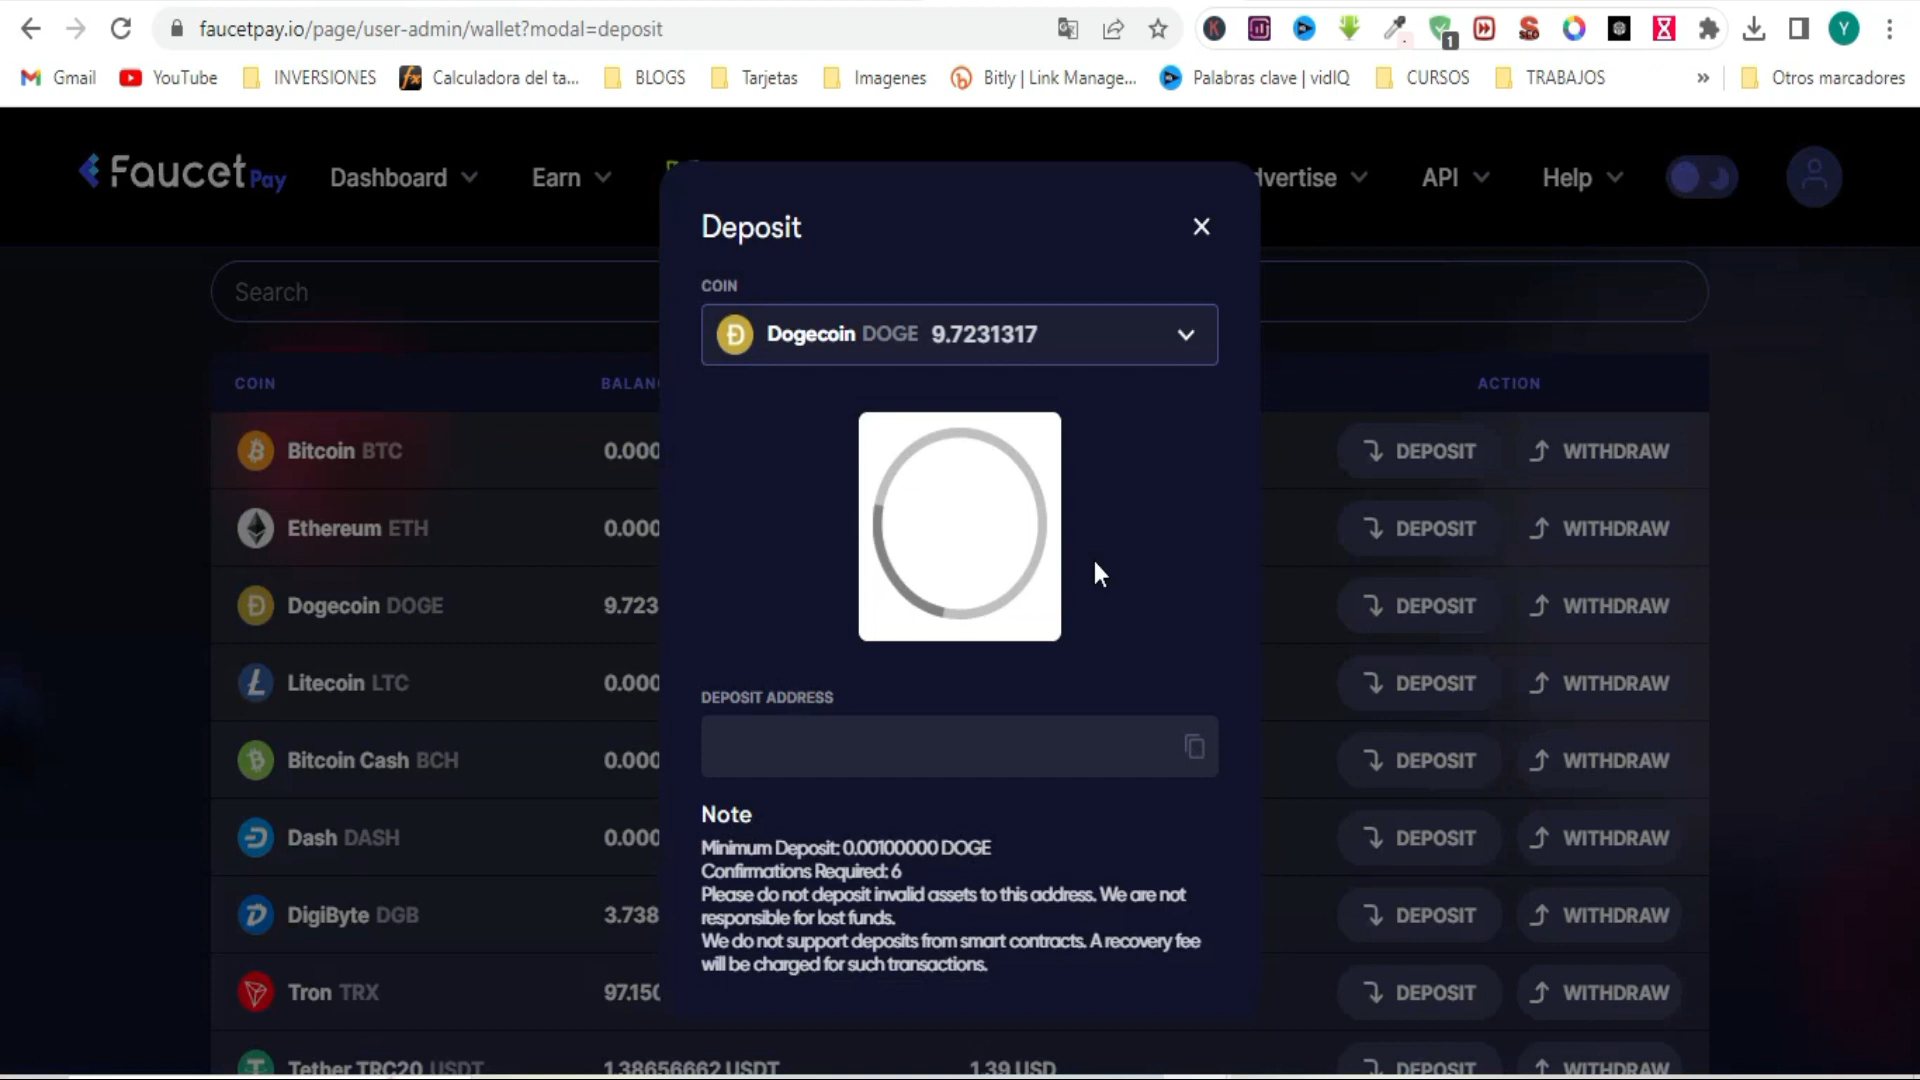 faucetpay.io/page/user-admin/wallet?modal=deposit
1
Y
Gmail
YouTube
INVERSIONES
fx
Calculadora del ta...
BLOGS
Tarjetas
Imagenes
Bitly | Link Manage...
Palabras clave | vidIQ
CURSOS
TRABAJOS
»
Otros marcadores
FaucetPay
Dashboard
Earn
dvertise
API
Help
Search
Deposit
COIN
Dogecoin DOGE 9.7231317
DEPOSIT ADDRESS
Note
Minimum Deposit: 0.00100000 DOGE
Confirmations Required: 6
Please do not deposit invalid assets to this address. We are not
responsible for lost funds.
We do not support deposits from smart contracts. A recovery fee
will be charged for such transactions.
COIN BALAN ACTION
Bitcoin BTC 0.000 DEPOSIT WITHDRAW
Ethereum ETH 0.000 DEPOSIT WITHDRAW
Dogecoin DOGE 9.723 DEPOSIT WITHDRAW
Litecoin LTC 0.000 DEPOSIT WITHDRAW
Bitcoin Cash BCH 0.000 DEPOSIT WITHDRAW
Dash DASH 0.000 DEPOSIT WITHDRAW
DigiByte DGB 3.738 DEPOSIT WITHDRAW
Tron TRX 97.150 DEPOSIT WITHDRAW
Tether TRC20 USDT 1.38656662 USDT 1.39 USD DEPOSIT WITHDRAW